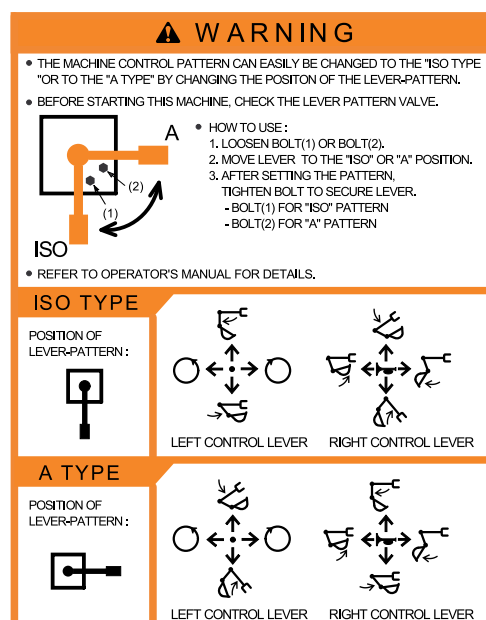 WARNING
• THE MACHINE CONTROL PATTERN CAN EASILY BE CHANGED TO THE "ISO TYPE
"OR TO THE "A TYPE" BY CHANGING THE POSITON OF THE LEVER-PATTERN.
• BEFORE STARTING THIS MACHINE, CHECK THE LEVER PATTERN VALVE.
A
(2)
(1)
ISO
• HOW TO USE :
1. LOOSEN BOLT(1) OR BOLT(2).
2. MOVE LEVER TO THE "ISO" OR "A" POSITION.
3. AFTER SETTING THE PATTERN,
TIGHTEN BOLT TO SECURE LEVER.
- BOLT(1) FOR "ISO" PATTERN
- BOLT(2) FOR "A" PATTERN
• REFER TO OPERATOR'S MANUAL FOR DETAILS.
ISO TYPE
POSITION OF
LEVER-PATTERN :
LEFT CONTROL LEVER
RIGHT CONTROL LEVER
A TYPE
POSITION OF
LEVER-PATTERN :
LEFT CONTROL LEVER
RIGHT CONTROL LEVER